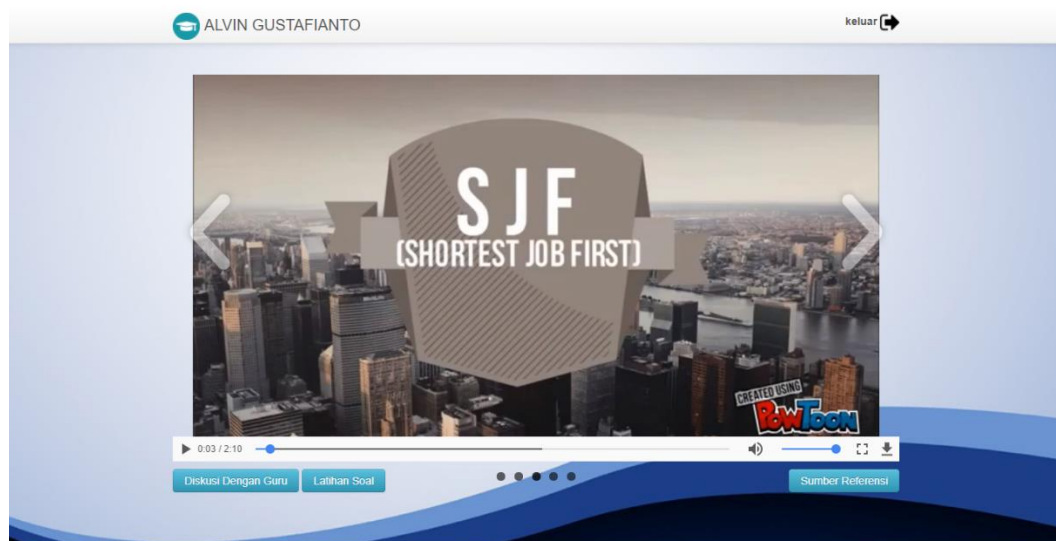 ALVIN GUSTAFIANTO
keluar
SJF
(SHORTEST JOB FIRST)
CREATED USING
POWTOON
0:03 / 2:10
Diskusi Dengan Guru
Latihan Soal
Sumber Referensi